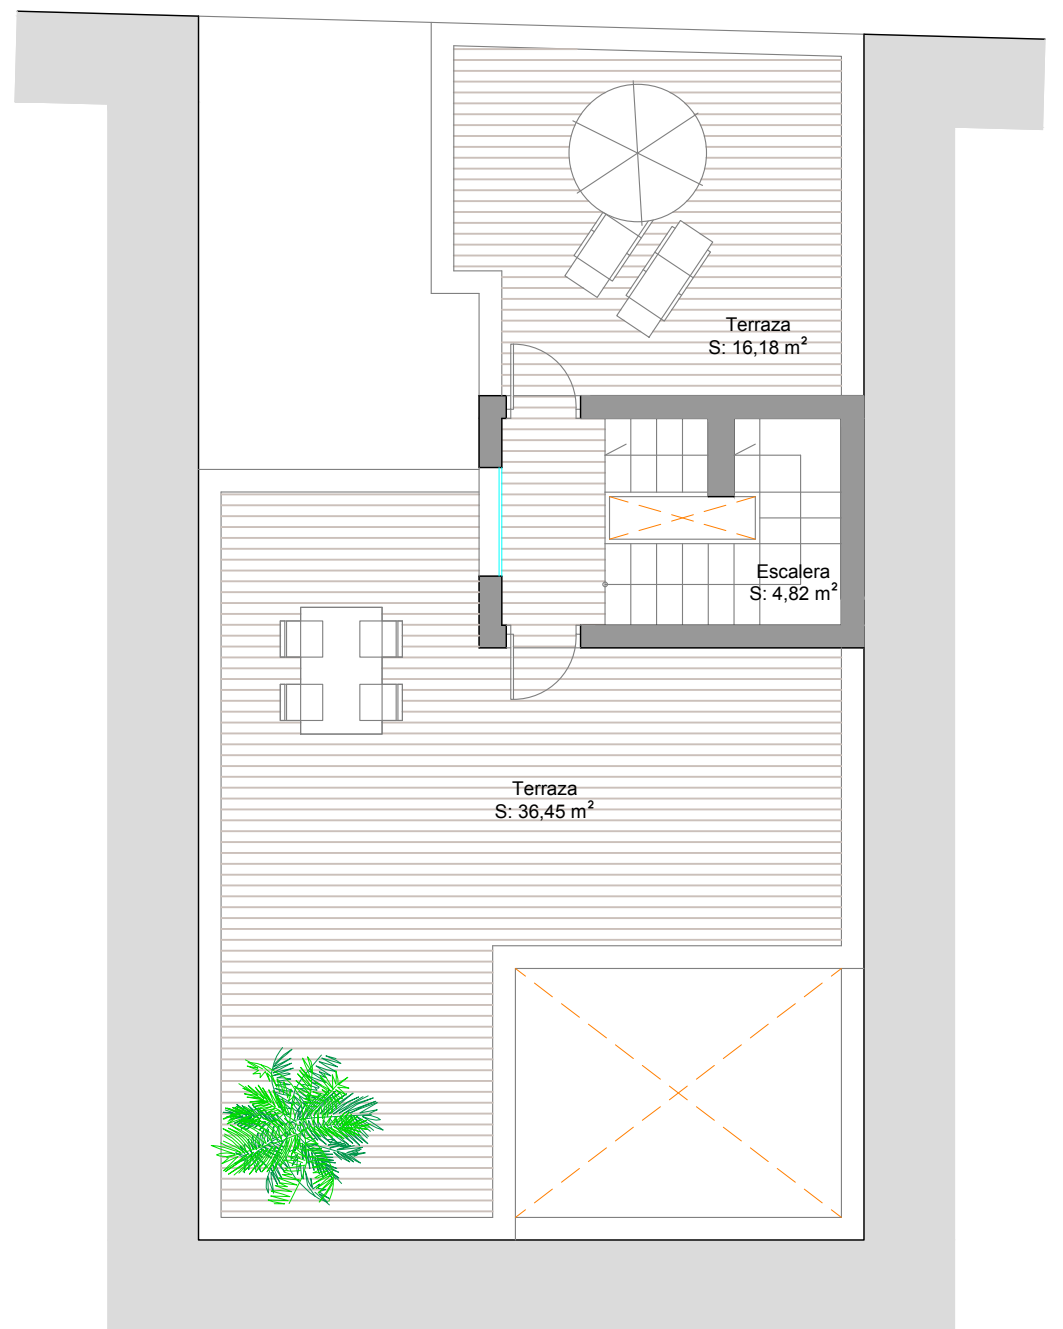 Terraza
S: 16,18 m²
Escalera
S: 4,82 m²
Terraza
S: 36,45 m²